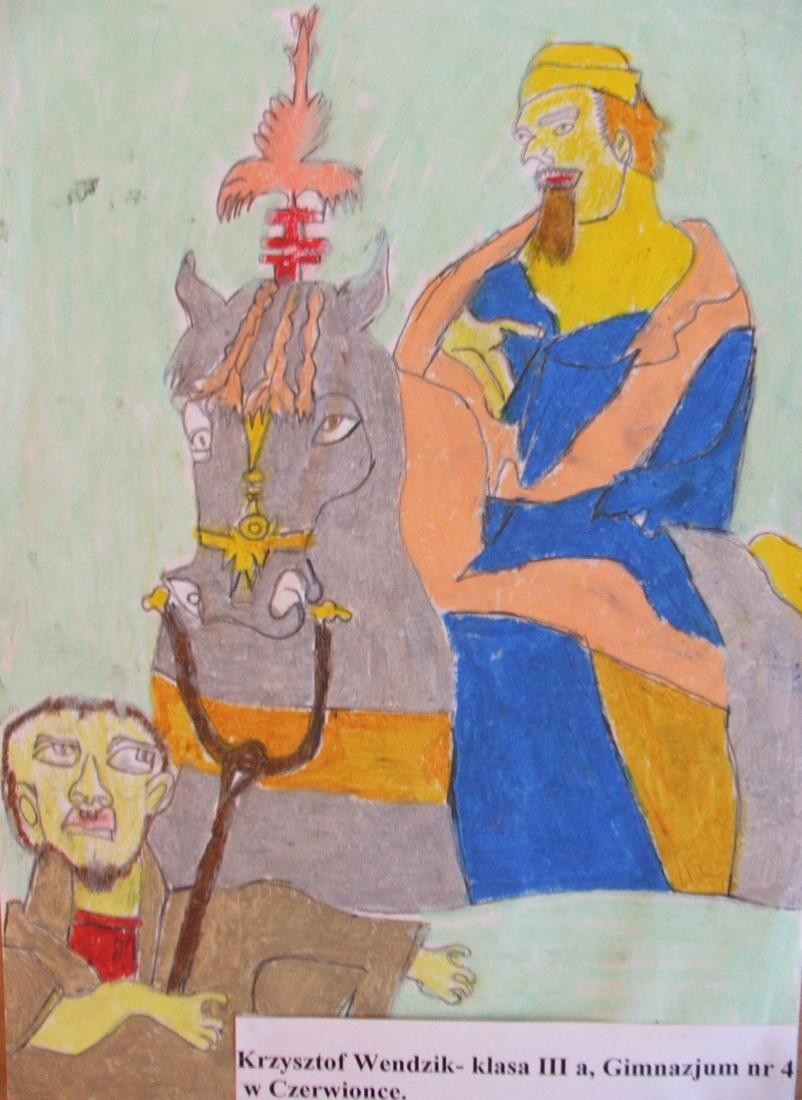 Krzysztof Wendzik- klasa III a, Gimnazjum nr 4
w Czerwionce.